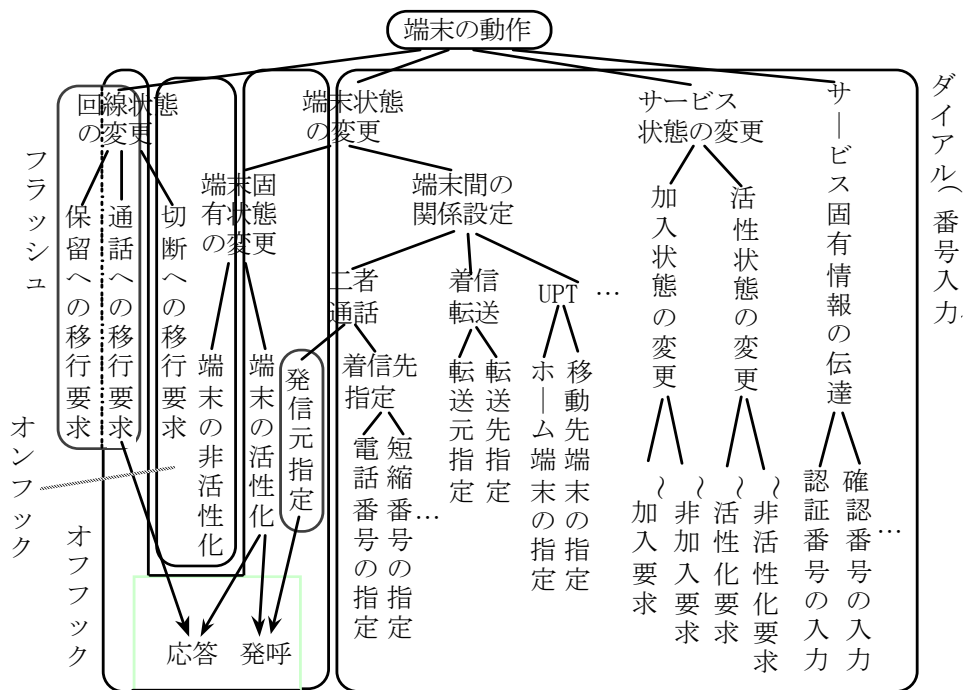 端末の動作
回線状態
の変更
端末状態
の変更
サービス
状態の変更
サービス固有情報の伝達
ダイアル(番号入力
フラッシュ
保留への移行要求
通話への移行要求
切断への移行要求
端末固
有状態
の変更
端末間の
関係設定
加入状態の変更
活性状態の変更
二者
通話
着信
転送
UPT
…
端末の非活性化
端末の活性化
発信元指定
着信先
指定
転送元指定
転送先指定
ホーム端末の指定
移動先端末の指定
電話番号の指定
短縮番号の指定
…
~加入要求
~非加入要求
~活性化要求
~非活性化要求
認証番号の入力
確認番号の入力
…
オンフック
オフフック
応答
発呼